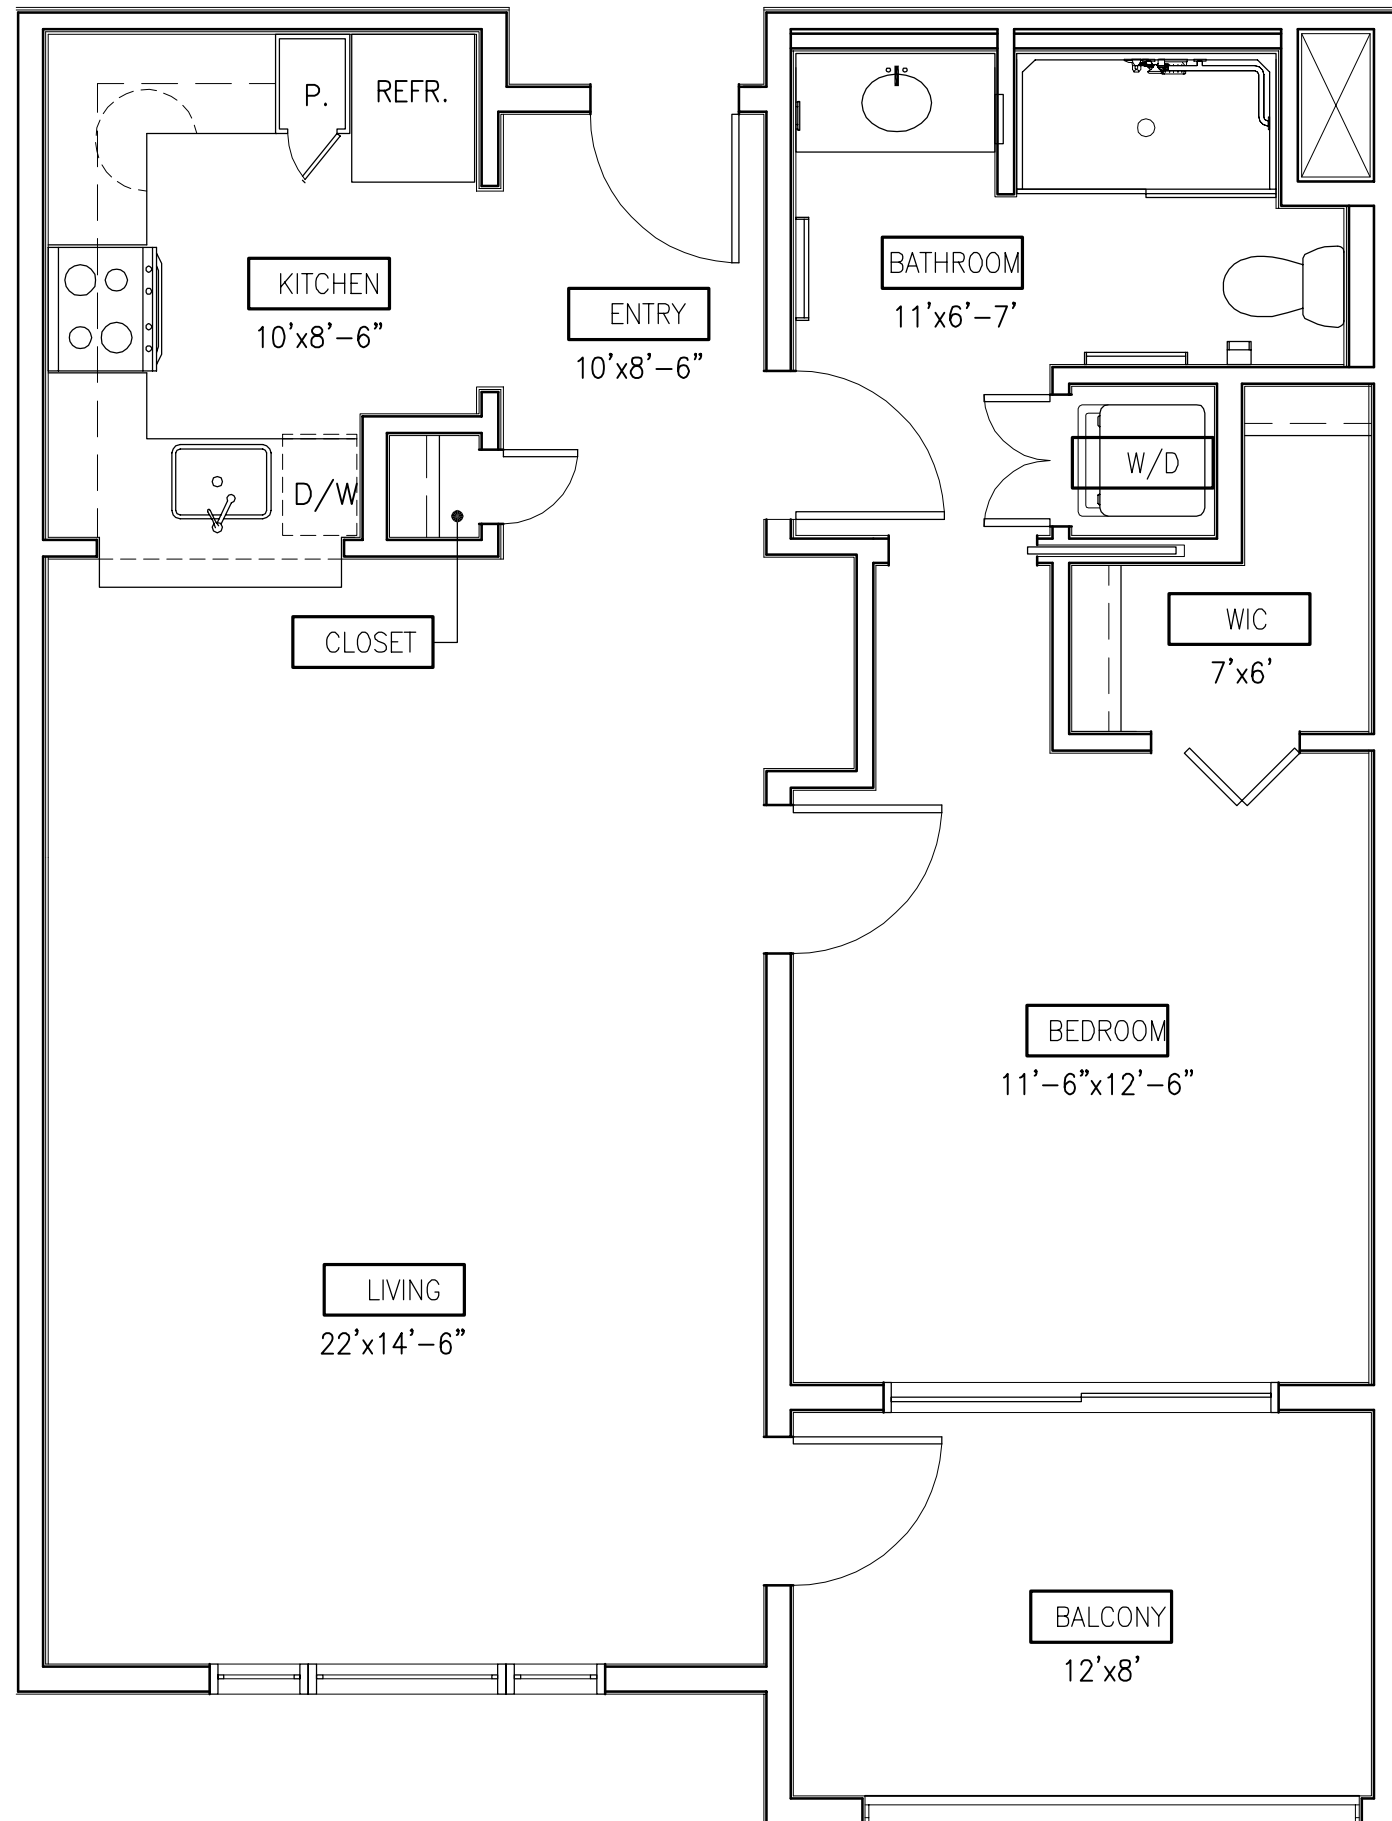 P.
REFR.
KITCHEN
10'x8'-6"
ENTRY
10'x8'-6"
BATHROOM
11'x6'-7'
W/D
D/W
CLOSET
WIC
7'x6'
BEDROOM
11'-6"x12'-6"
LIVING
22'x14'-6"
BALCONY
12'x8'